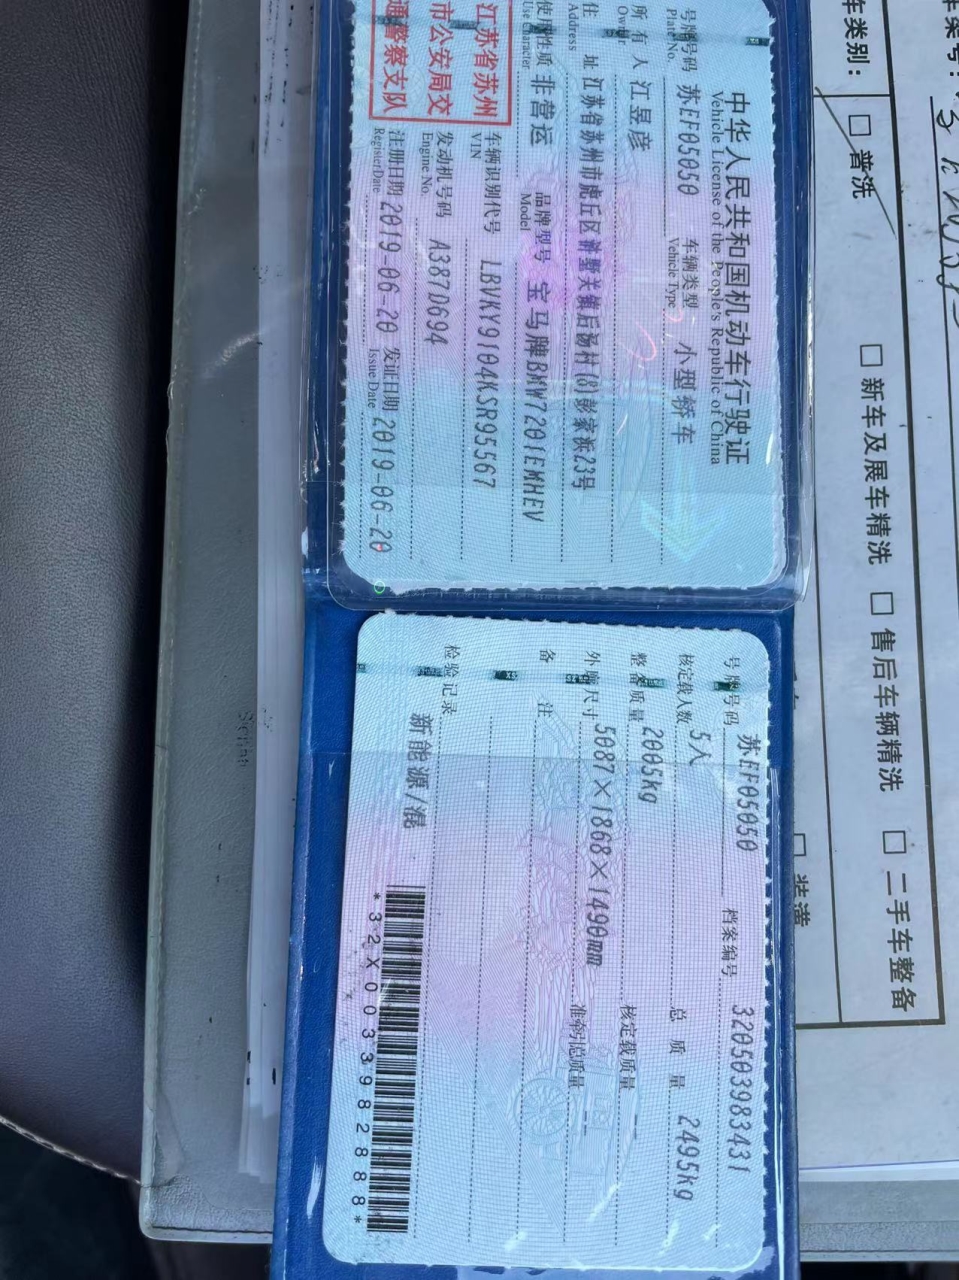 中华人民共和国机动车行驶证
Vehicle License of the People's Republic of China
号牌号码 苏EF05050 车辆类型 小型轿车
Plate No. Vehicle Type
所有人 江昱彦
Owner
住址 江苏省苏州市虎丘区浒墅关镇后汤村(8)彭家浜23号
Address
使用性质 非营运 品牌型号 宝马牌BMW7201EMHEV
Use Character Model
江苏省苏州
市公安局交
通警察支队
车辆识别代号 LBVKY9104KSR95567
VIN
发动机号码 A387D694
Engine No.
注册日期 2019-06-20 发证日期 2019-06-20
Register Date Issue Date
号牌号码 苏EF05050 档案编号 320503983431
核定载人数 5人 总质量 2495kg
整备质量 2005kg 核定载质量
外廓尺寸 5087×1868×1490mm 准牵引总质量
备注
检验记录
新能源/混
*32X0033982888*
车类别: □普洗 □新车及展车精洗 □售后车辆精洗 □二手车整备
□装潢